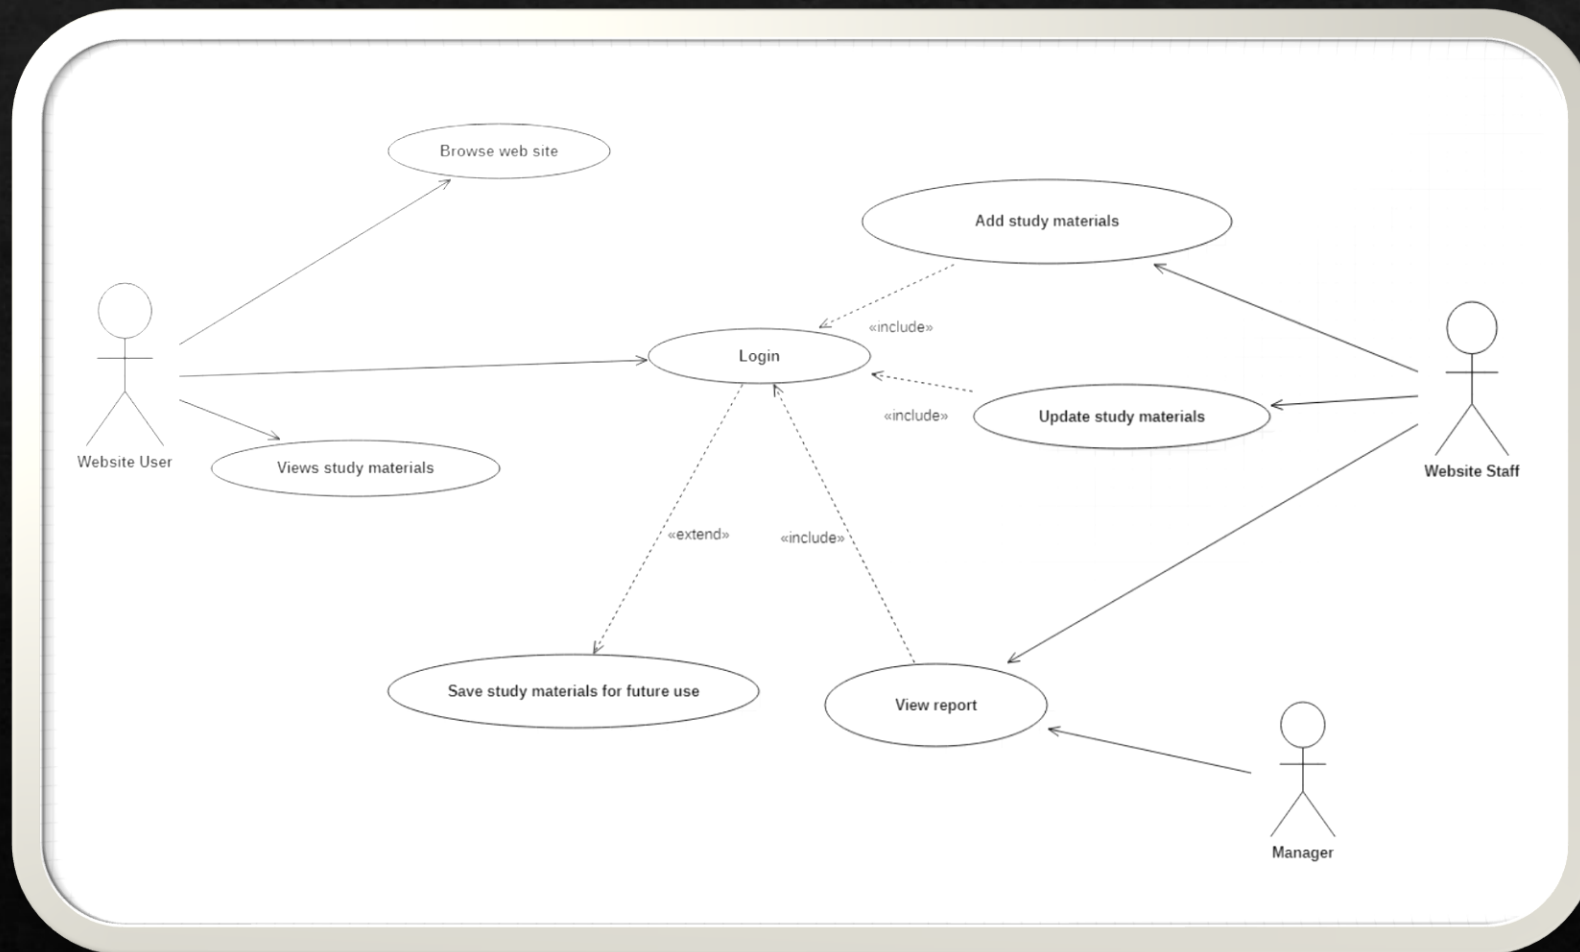 Browse web site
Add study materials
«include»
Login
«include»
Update study materials
Website User
Views study materials
Website Staff
«extend»
«include»
Save study materials for future use
View report
Manager